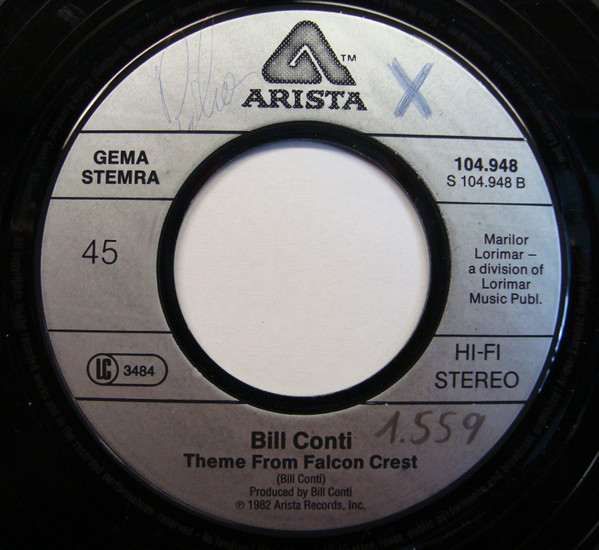 TM
ARISTA
X
GEMA
STEMRA
104.948
S 104.948 B
45
Marilor
Lorimar –
a division of
Lorimar
Music Publ.
LC 3484
HI-FI
STEREO
Bill Conti
1.559
Theme From Falcon Crest
(Bill Conti)
Produced by Bill Conti
℗ 1982 Arista Records, Inc.